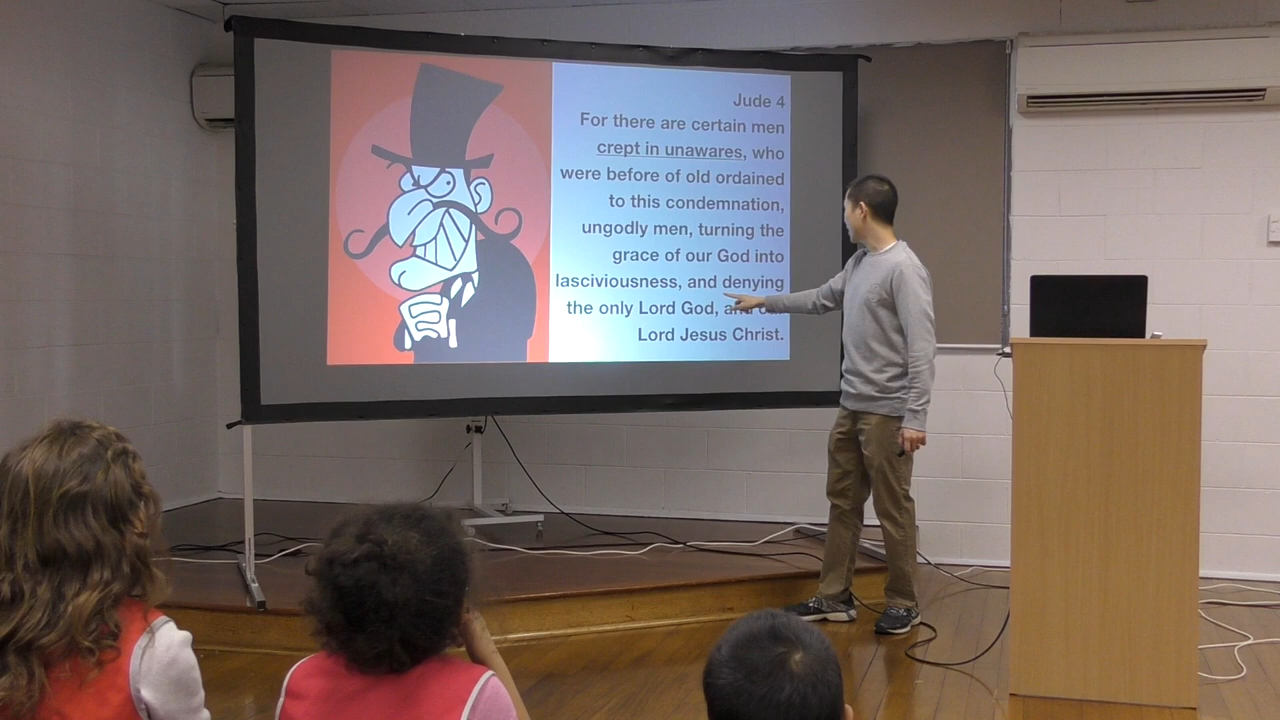 Jude 4
For there are certain men
crept in unawares, who
were before of old ordained
to this condemnation,
ungodly men, turning the
grace of our God into
lasciviousness, and denying
the only Lord God, and our
Lord Jesus Christ.